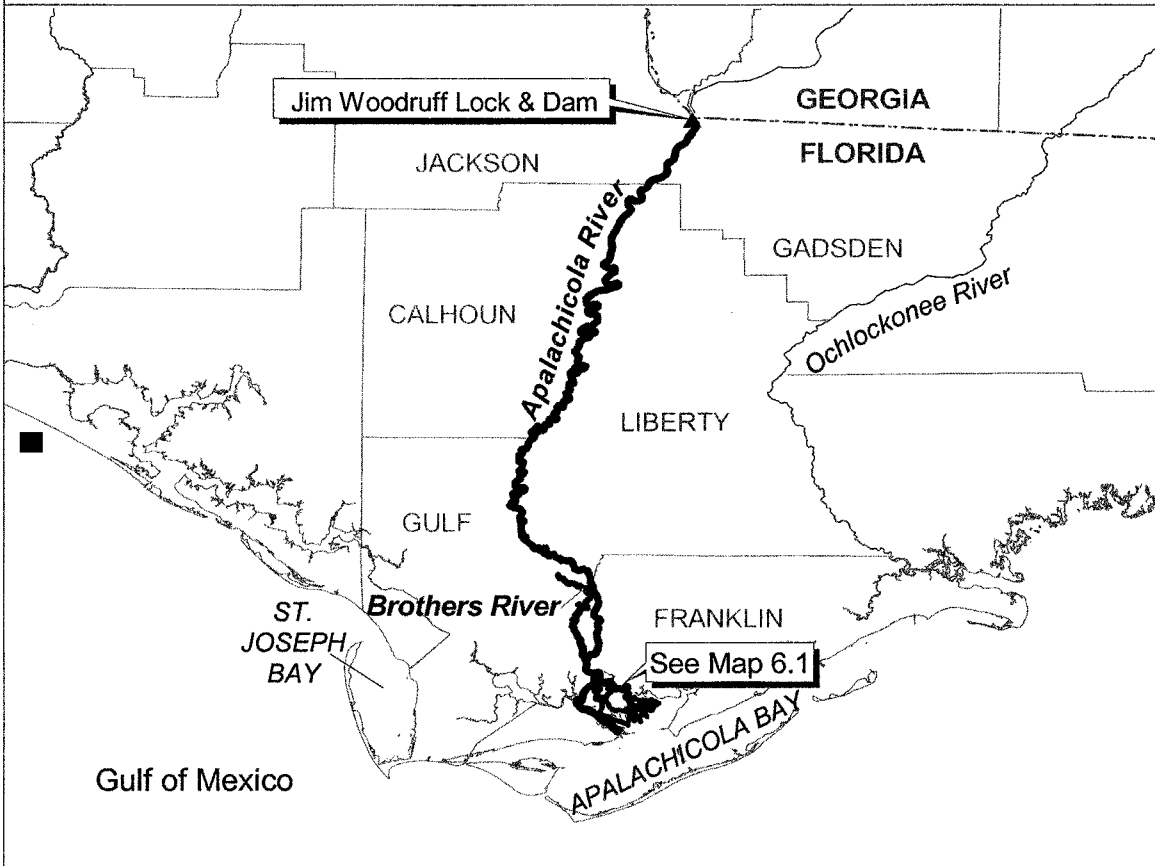 Jim Woodruff Lock & Dam
GEORGIA
FLORIDA
JACKSON
Apalachicola River
GADSDEN
CALHOUN
Ochlockonee River
LIBERTY
GULF
Brothers River
FRANKLIN
ST.
JOSEPH
BAY
See Map 6.1
APALACHICOLA BAY
Gulf of Mexico